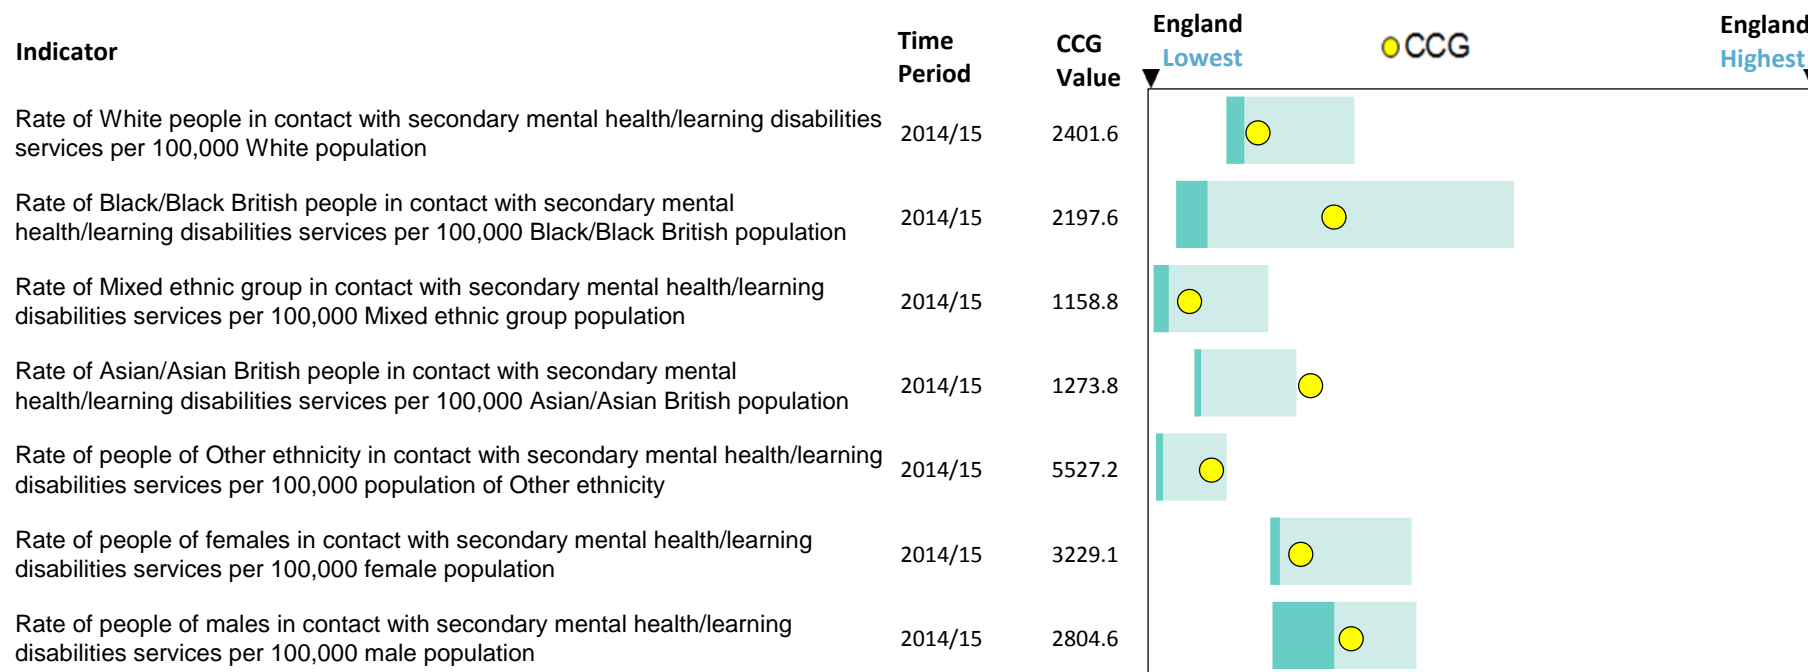 Indicator
Time
Period
CCG
Value
England
Lowest
CCG
England
Highest
Rate of White people in contact with secondary mental health/learning disabilities
services per 100,000 White population
2014/15
2401.6
Rate of Black/Black British people in contact with secondary mental
health/learning disabilities services per 100,000 Black/Black British population
2014/15
2197.6
Rate of Mixed ethnic group in contact with secondary mental health/learning
disabilities services per 100,000 Mixed ethnic group population
2014/15
1158.8
Rate of Asian/Asian British people in contact with secondary mental
health/learning disabilities services per 100,000 Asian/Asian British population
2014/15
1273.8
Rate of people of Other ethnicity in contact with secondary mental health/learning
disabilities services per 100,000 population of Other ethnicity
2014/15
5527.2
Rate of people of females in contact with secondary mental health/learning
disabilities services per 100,000 female population
2014/15
3229.1
Rate of people of males in contact with secondary mental health/learning
disabilities services per 100,000 male population
2014/15
2804.6